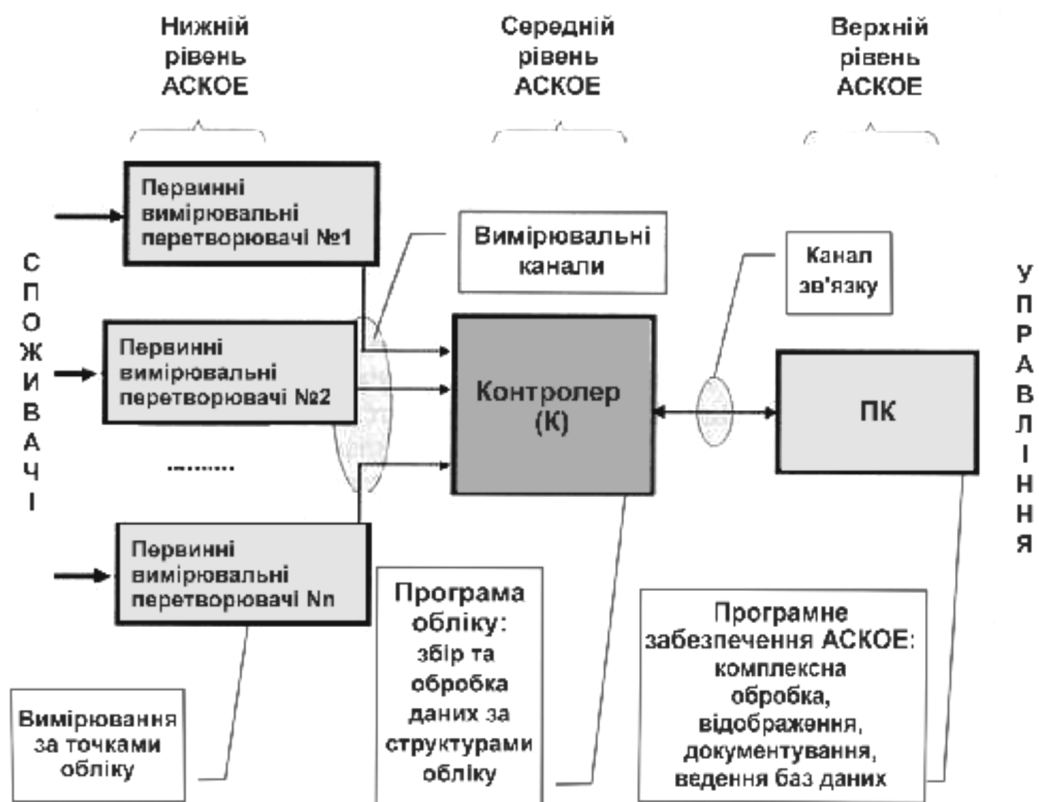 Нижній
рівень
АСКОЕ
Середній
рівень
АСКОЕ
Верхній
рівень
АСКОЕ
СПОЖИВАЧІ
Первинні
вимірювальні
перетворювачі №1
Вимірювальні
канали
Канал
зв'язку
УПРАВЛІННЯ
Первинні
вимірювальні
перетворювачі №2
Контролер
(К)
ПК
...........
Первинні
вимірювальні
перетворювачі Nn
Вимірювання
за точками
обліку
Програма
обліку:
збір та
обробка
даних за
структурами
обліку
Програмне
забезпечення АСКОЕ:
комплексна
обробка,
відображення,
документування,
ведення баз даних